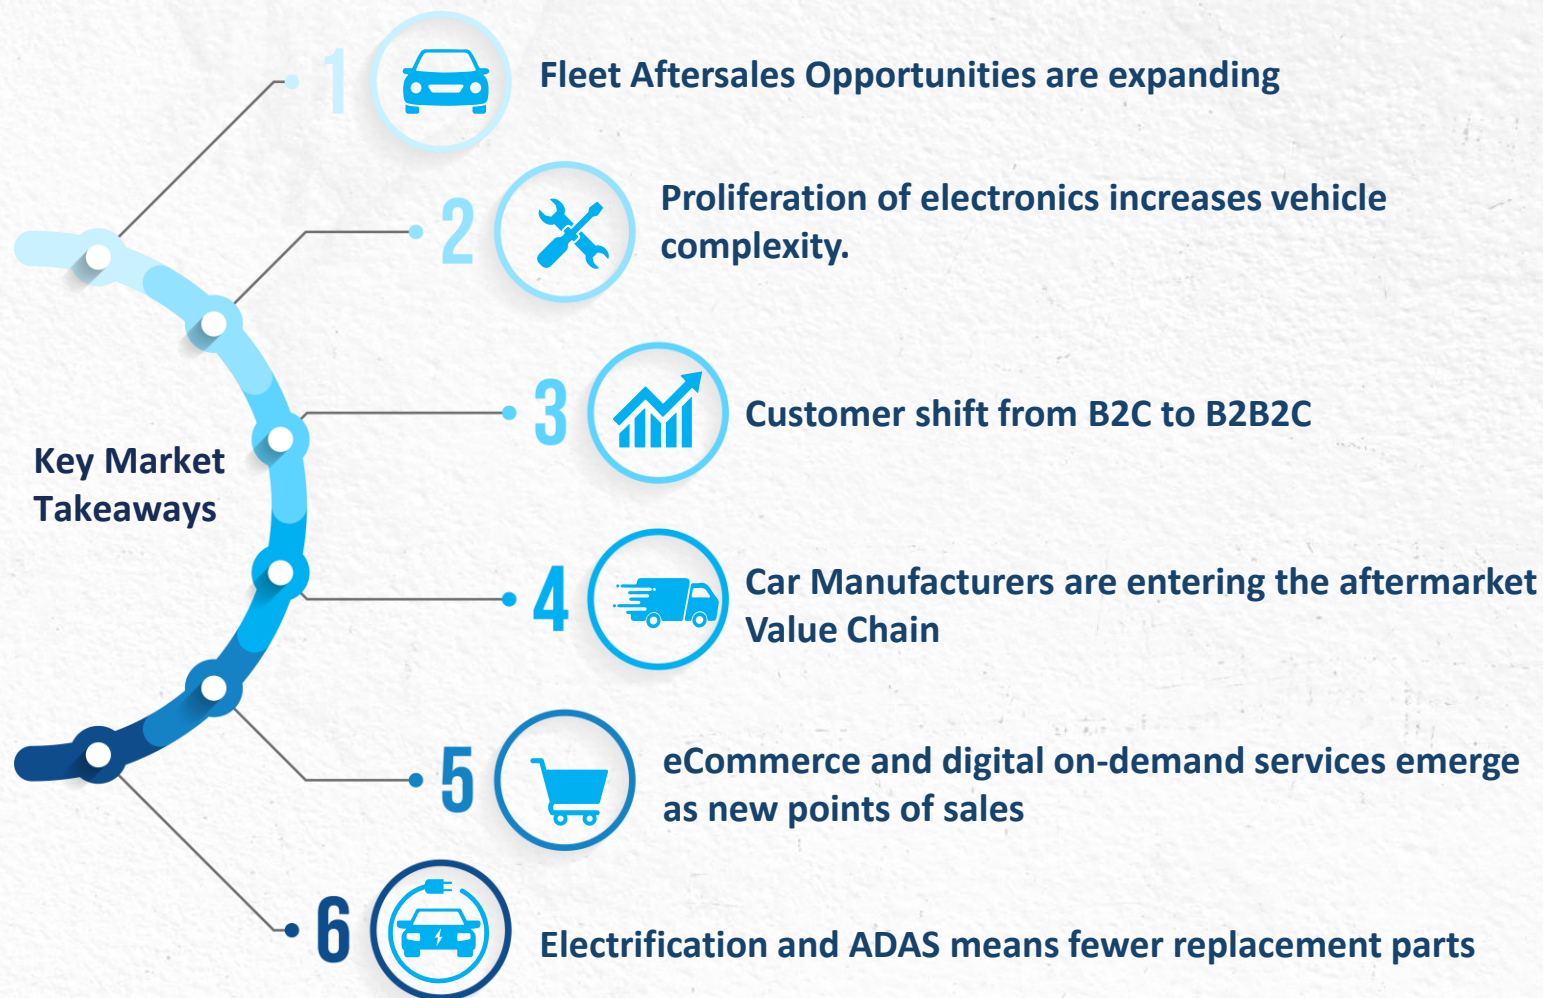 Key Market
Takeaways
1
Fleet Aftersales Opportunities are expanding
2
Proliferation of electronics increases vehicle
complexity.
3
Customer shift from B2C to B2B2C
4
Car Manufacturers are entering the aftermarket
Value Chain
5
eCommerce and digital on-demand services emerge
as new points of sales
6
Electrification and ADAS means fewer replacement parts